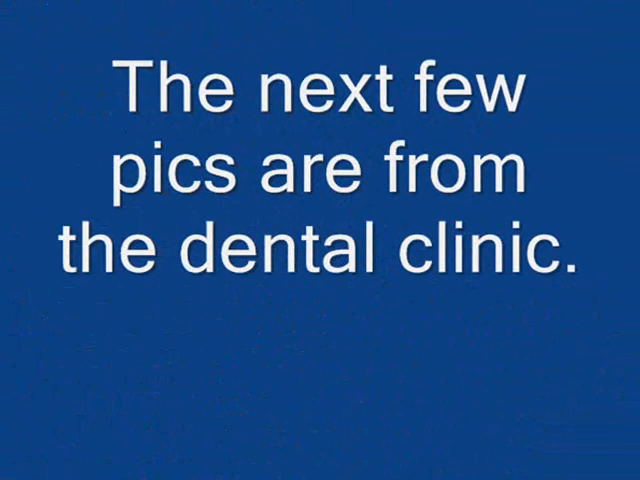 The next few
pics are from
the dental clinic.